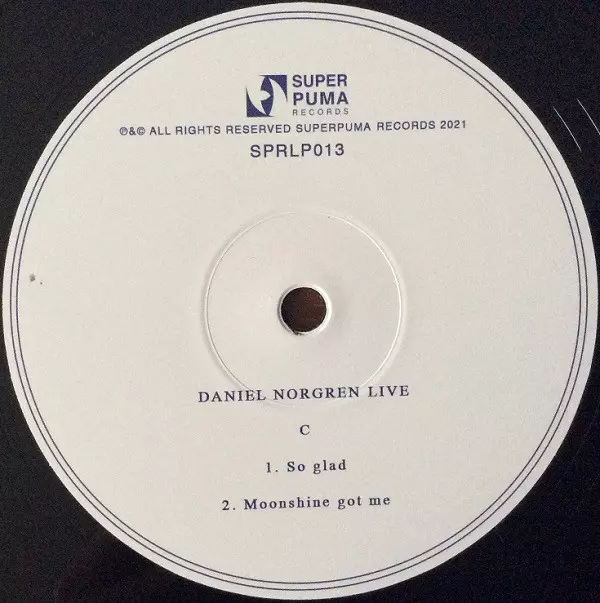 SUPER
PUMA
RECORDS
℗&© ALL RIGHTS RESERVED SUPERPUMA RECORDS 2021
SPRLP013
DANIEL NORGREN LIVE
C
1. So glad
2. Moonshine got me